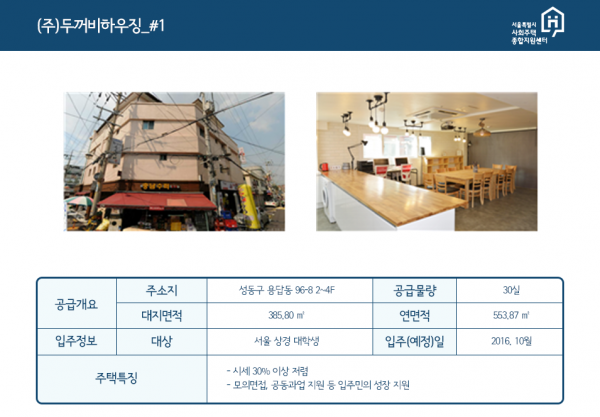 (주)두꺼비하우징_#1
서울특별시
사회주택
종합지원센터
공급개요
주소지
성동구 용답동 96-8 2~4F
공급물량
30실
대지면적
385.80 ㎡
연면적
553.87 ㎡
입주정보
대상
서울 상경 대학생
입주(예정)일
2016. 10월
주택특징
- 시세 30% 이상 저렴
- 모의면접, 공동과업 지원 등 입주민의 성장 지원